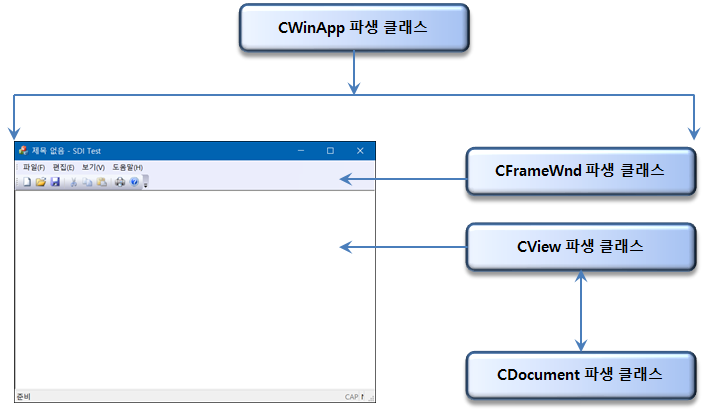 CWinApp 파생 클래스
제목 없음 - SDI Test
파일(F) 편집(E) 보기(V) 도움말(H)
CFrameWnd 파생 클래스
CView 파생 클래스
CDocument 파생 클래스
준비
CAP